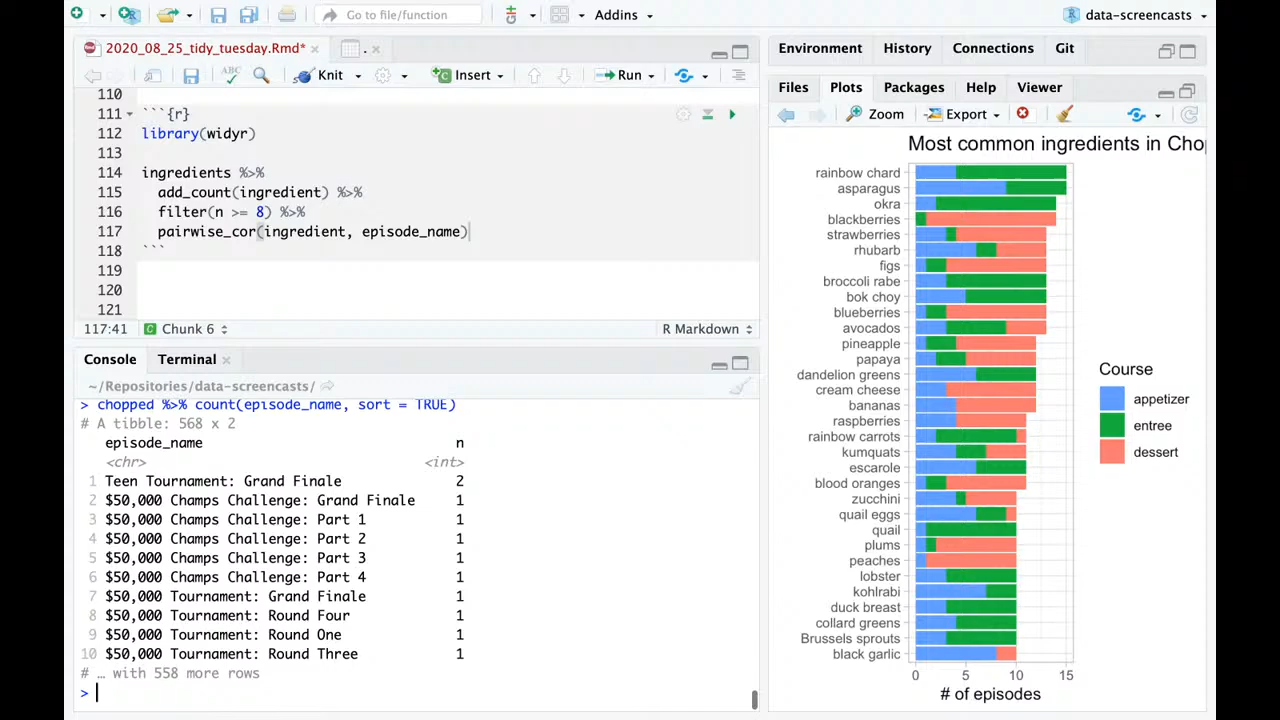 Go to file/function
Addins
data-screencasts
2020_08_25_tidy_tuesday.Rmd*
.
ABC
Knit
Insert
Run
110
111 ```{r}
112 library(widyr)
113
114 ingredients %>%
115 add_count(ingredient) %>%
116 filter(n >= 8) %>%
117 pairwise_cor(ingredient, episode_name)
118 ```
119
120
121
117:41
Chunk 6
R Markdown
Console
Terminal
~/Repositories/data-screencasts/
> chopped %>% count(episode_name, sort = TRUE)
# A tibble: 568 x 2
episode_name n
<chr> <int>
1 Teen Tournament: Grand Finale 2
2 $50,000 Champs Challenge: Grand Finale 1
3 $50,000 Champs Challenge: Part 1 1
4 $50,000 Champs Challenge: Part 2 1
5 $50,000 Champs Challenge: Part 3 1
6 $50,000 Champs Challenge: Part 4 1
7 $50,000 Tournament: Grand Finale 1
8 $50,000 Tournament: Round Four 1
9 $50,000 Tournament: Round One 1
10 $50,000 Tournament: Round Three 1
# … with 558 more rows
>
Environment
History
Connections
Git
Files
Plots
Packages
Help
Viewer
Zoom
Export
Most common ingredients in Cho
rainbow chard
asparagus
okra
blackberries
strawberries
rhubarb
figs
broccoli rabe
bok choy
blueberries
avocados
pineapple
papaya
dandelion greens
cream cheese
bananas
raspberries
rainbow carrots
kumquats
escarole
blood oranges
zucchini
quail eggs
quail
plums
peaches
lobster
kohlrabi
duck breast
collard greens
Brussels sprouts
black garlic
0 5 10 15
# of episodes
Course
appetizer
entree
dessert